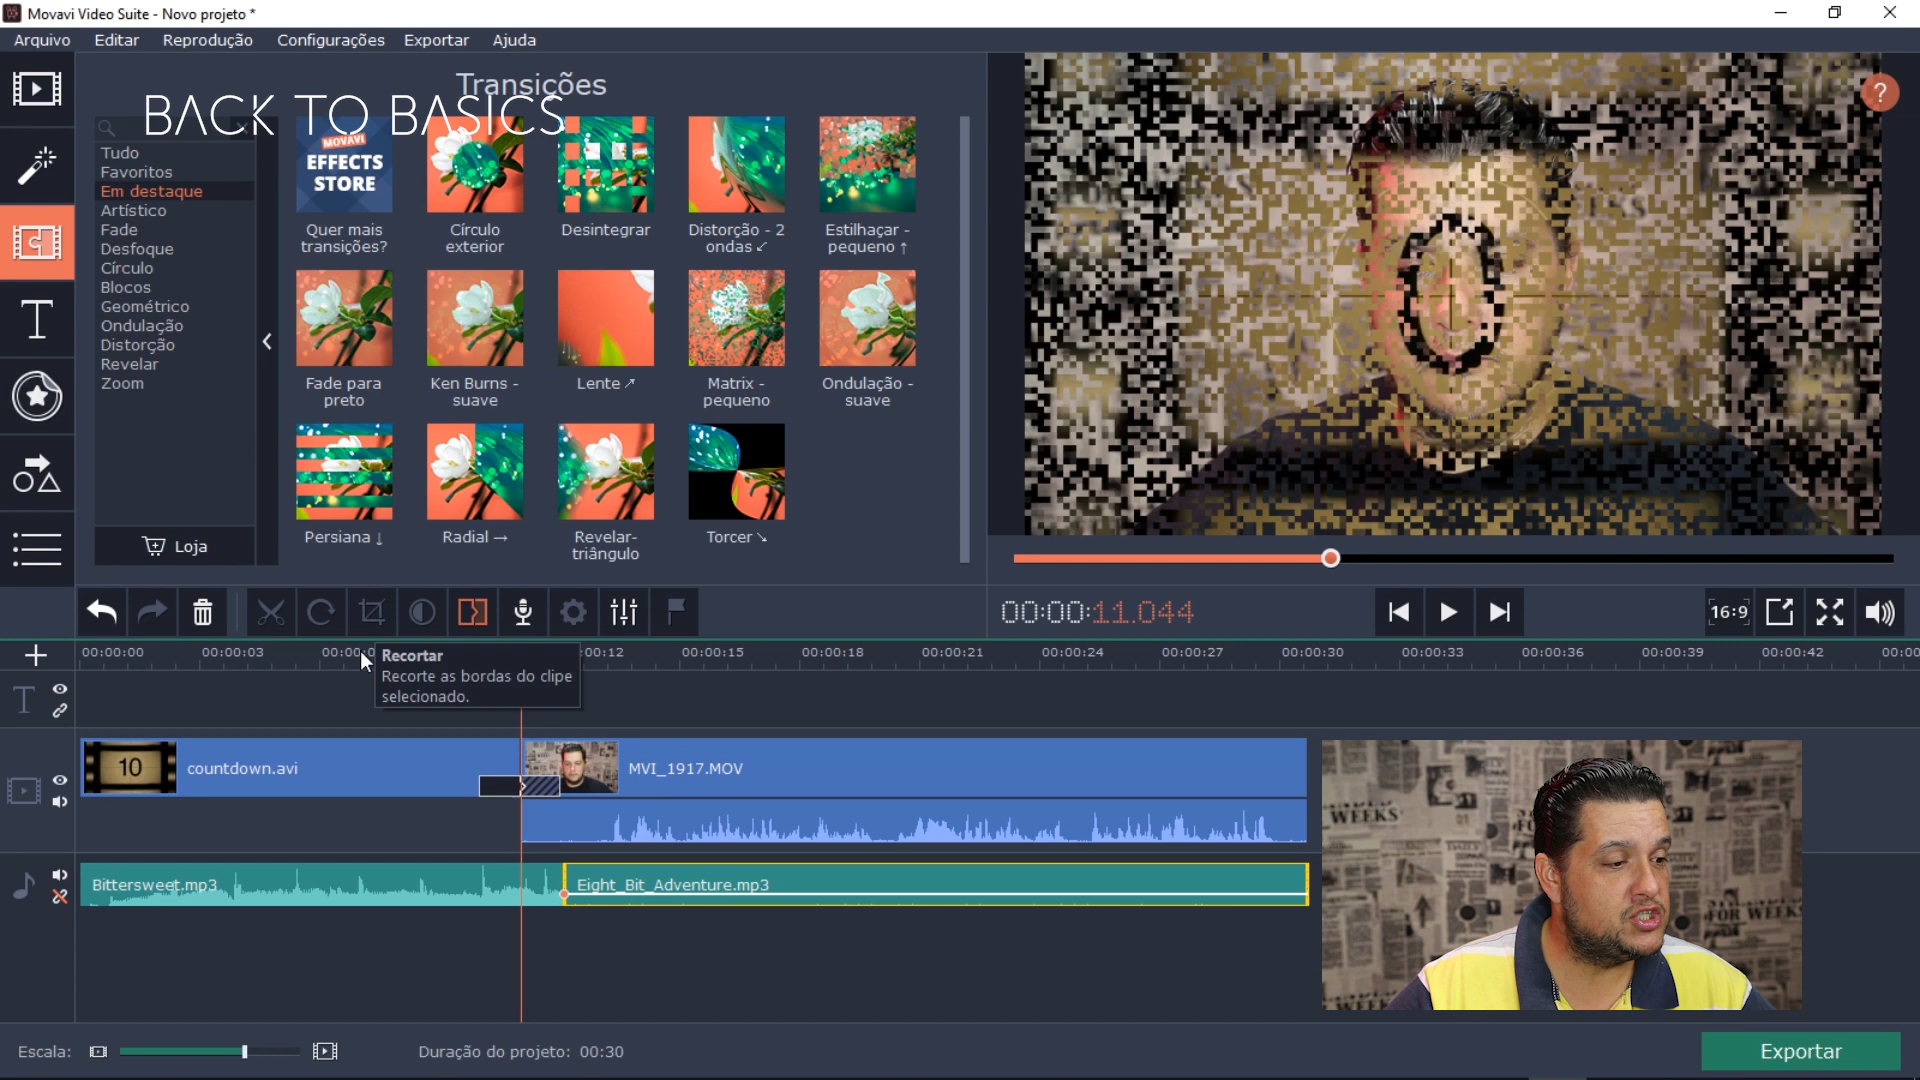 Movavi Video Suite - Novo projeto *
Arquivo Editar Reprodução Configurações Exportar Ajuda
Transições
BACK TO BASICS
Tudo
Favoritos
Em destaque
Artístico
Fade
Desfoque
Círculo
Blocos
Geométrico
Ondulação
Distorção
Revelar
Zoom
Loja
MOVAVI
EFFECTS
STORE
Quer mais
transições?
Círculo
exterior
Desintegrar
Distorção - 2
ondas ↙
Estilhaçar -
pequeno ↑
Fade para
preto
Ken Burns -
suave
Lente ↗
Matrix -
pequeno
Ondulação -
suave
Persiana ↓
Radial →
Revelar-
triângulo
Torcer ↘
?
00:00:11.044
16:9
00:00:00 00:00:03 00:00:0 :00:12 00:00:15 00:00:18 00:00:21 00:00:24 00:00:27 00:00:30 00:00:33 00:00:36 00:00:39 00:00:42 00:00
Recortar
Recorte as bordas do clipe
selecionado.
T
10
countdown.avi
MVI_1917.MOV
Bittersweet.mp3
Eight_Bit_Adventure.mp3
WEEKS
FOR WEEK
Escala:
Duração do projeto: 00:30
Exportar